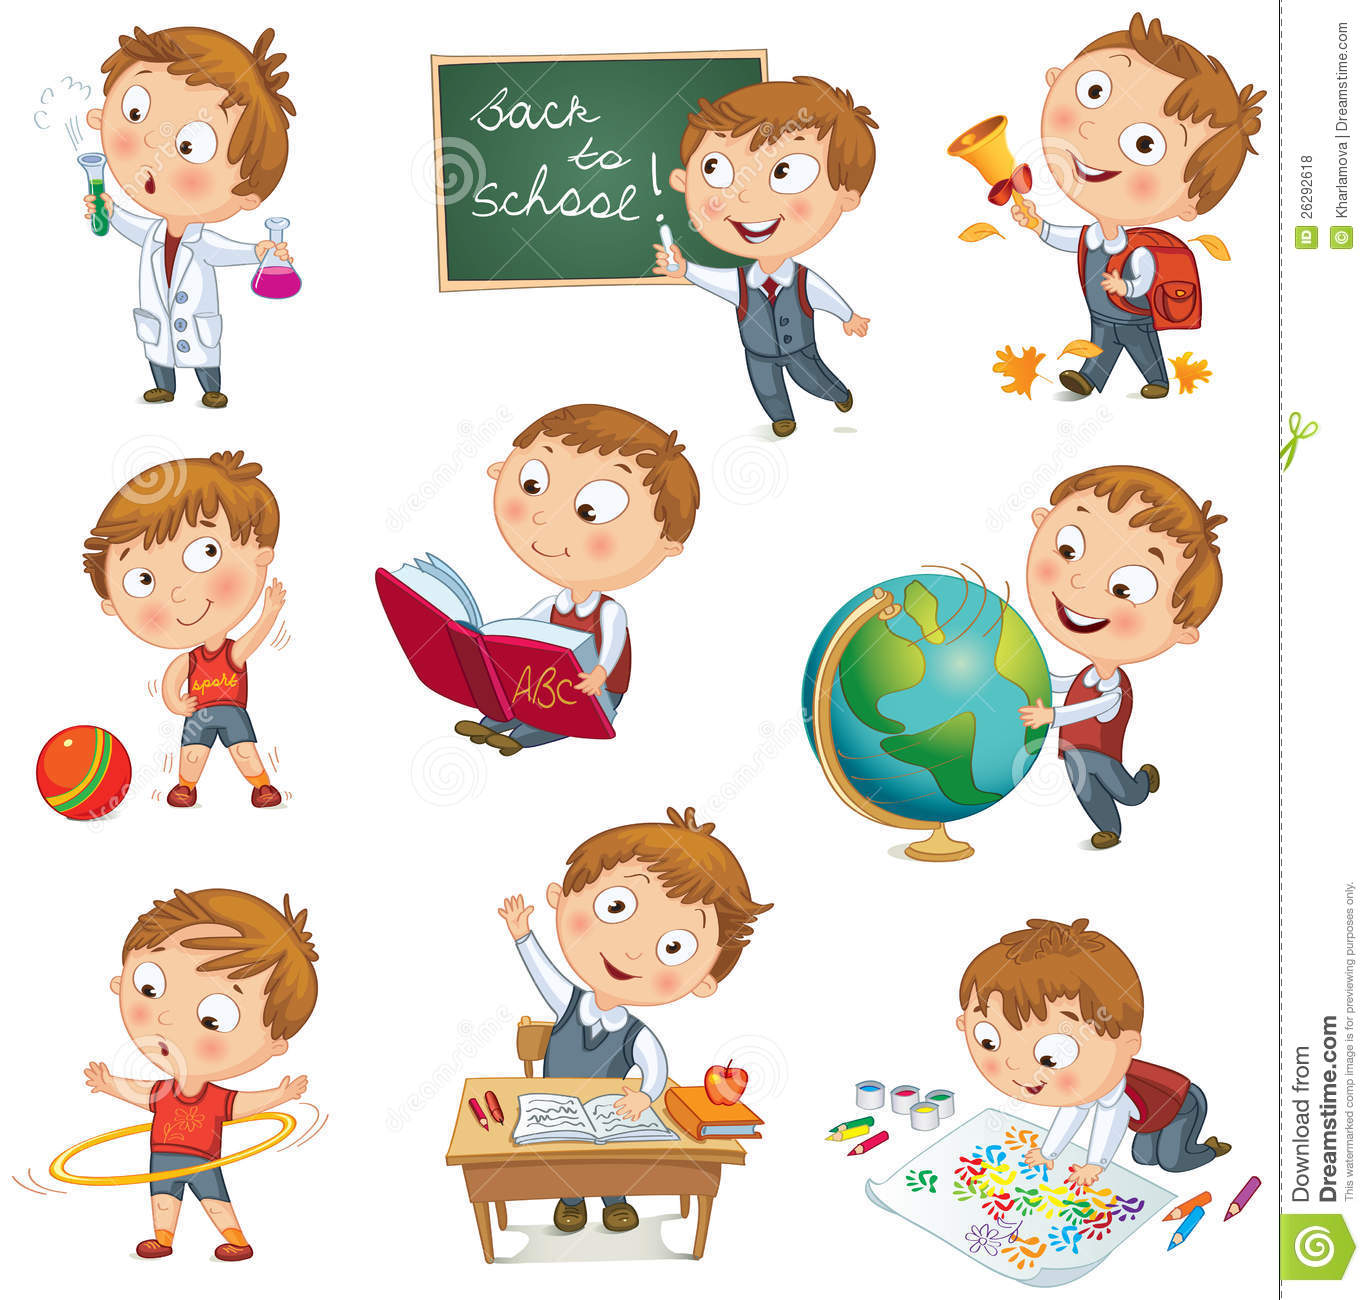 Back
to
School!
sport
ABC
ID 26292618
© Kharlamova | Dreamstime.com
Download from
Dreamstime.com
This watermarked comp image is for previewing purposes only.
dreamstime